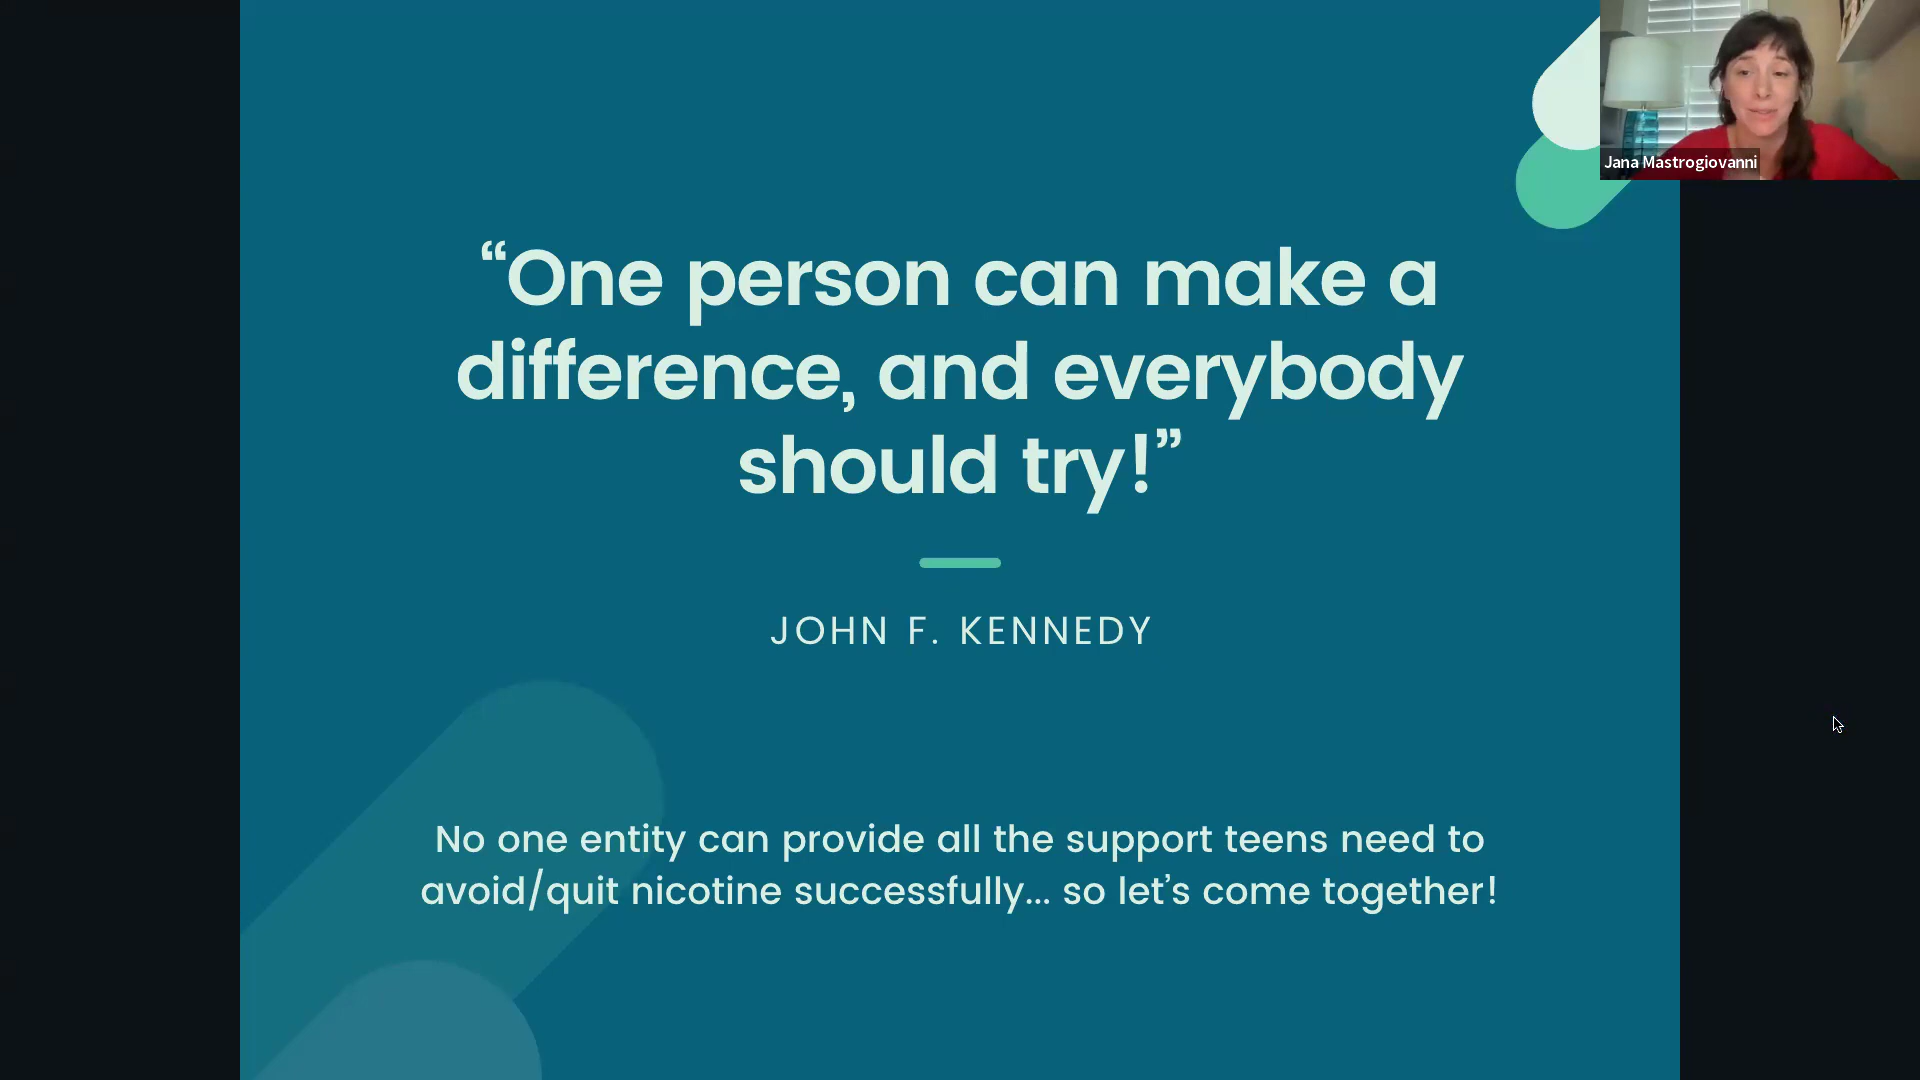 Jana Mastrogiovanni
“One person can make a
difference, and everybody
should try!”
JOHN F. KENNEDY
No one entity can provide all the support teens need to
avoid/quit nicotine successfully... so let’s come together!